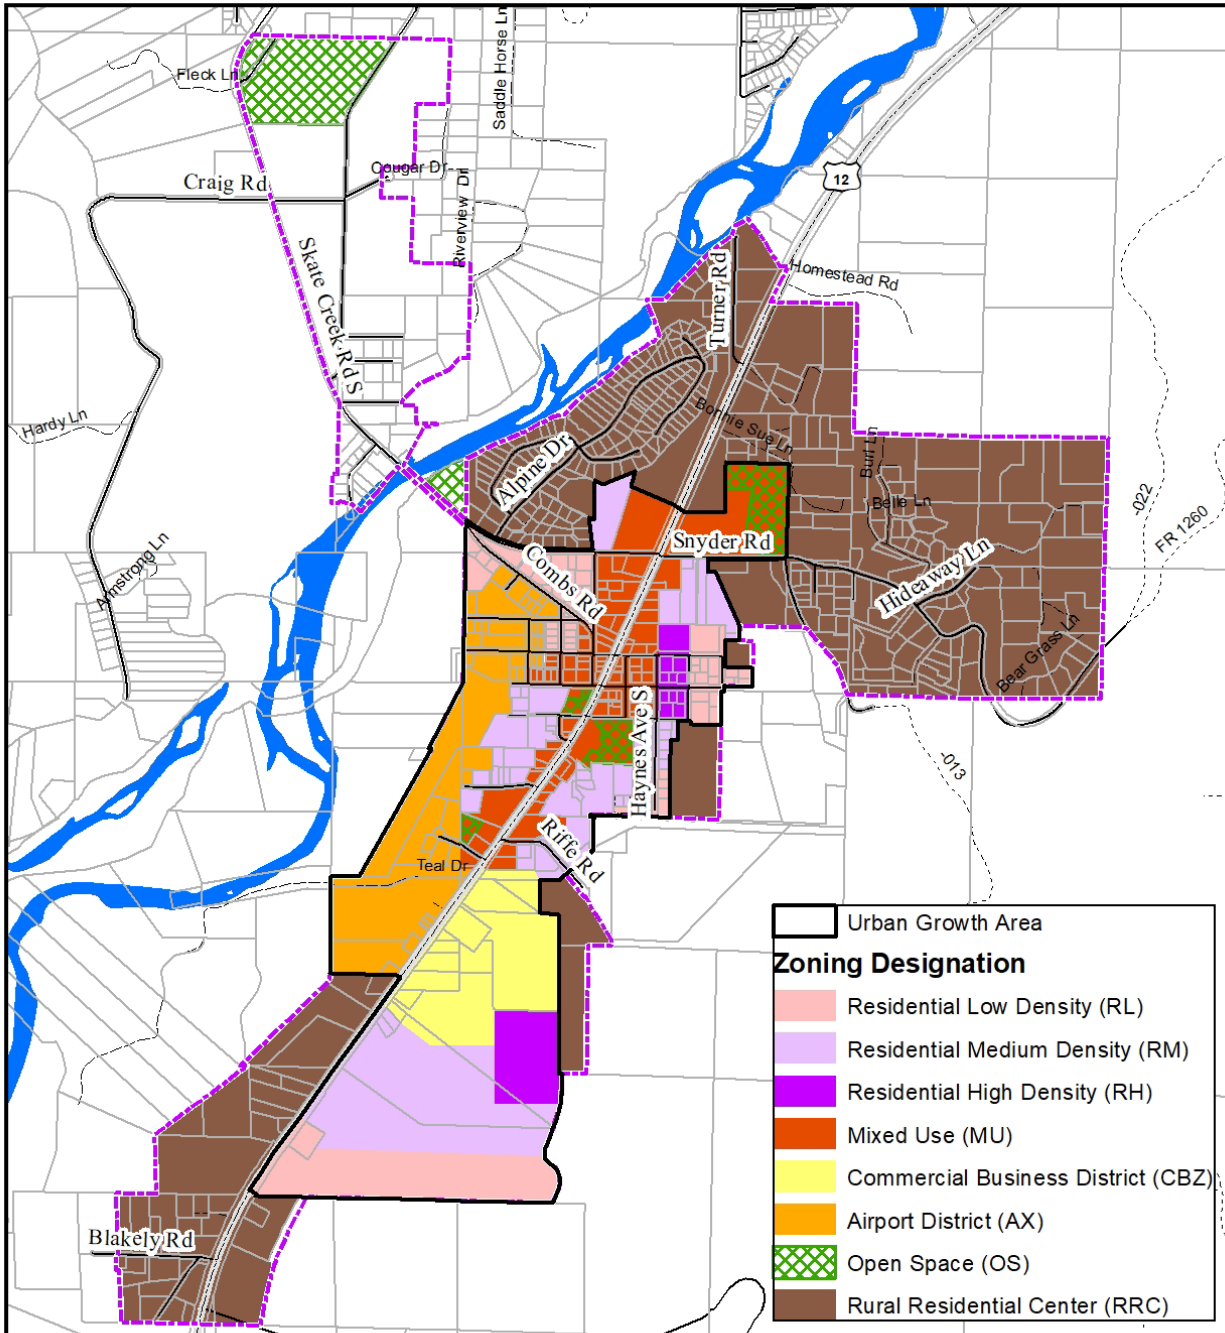 Fleck Ln
Saddle Horse Ln
Craig Rd
Cougar Dr
Riverview Dr
12
Skate Creek Rd S
Turner Rd
Homestead Rd
Hardy Ln
Bonnie Sue Ln
Burl Ln
Alpine Dr
Belle Ln
-022
FR 1260
Snyder Rd
Armstrong Ln
Combs Rd
Hideaway Ln
Bear Grass Ln
Haynes Ave S
-013
Riffe Rd
Teal Dr
Blakely Rd
Urban Growth Area
Zoning Designation
Residential Low Density (RL)
Residential Medium Density (RM)
Residential High Density (RH)
Mixed Use (MU)
Commercial Business District (CBZ)
Airport District (AX)
Open Space (OS)
Rural Residential Center (RRC)